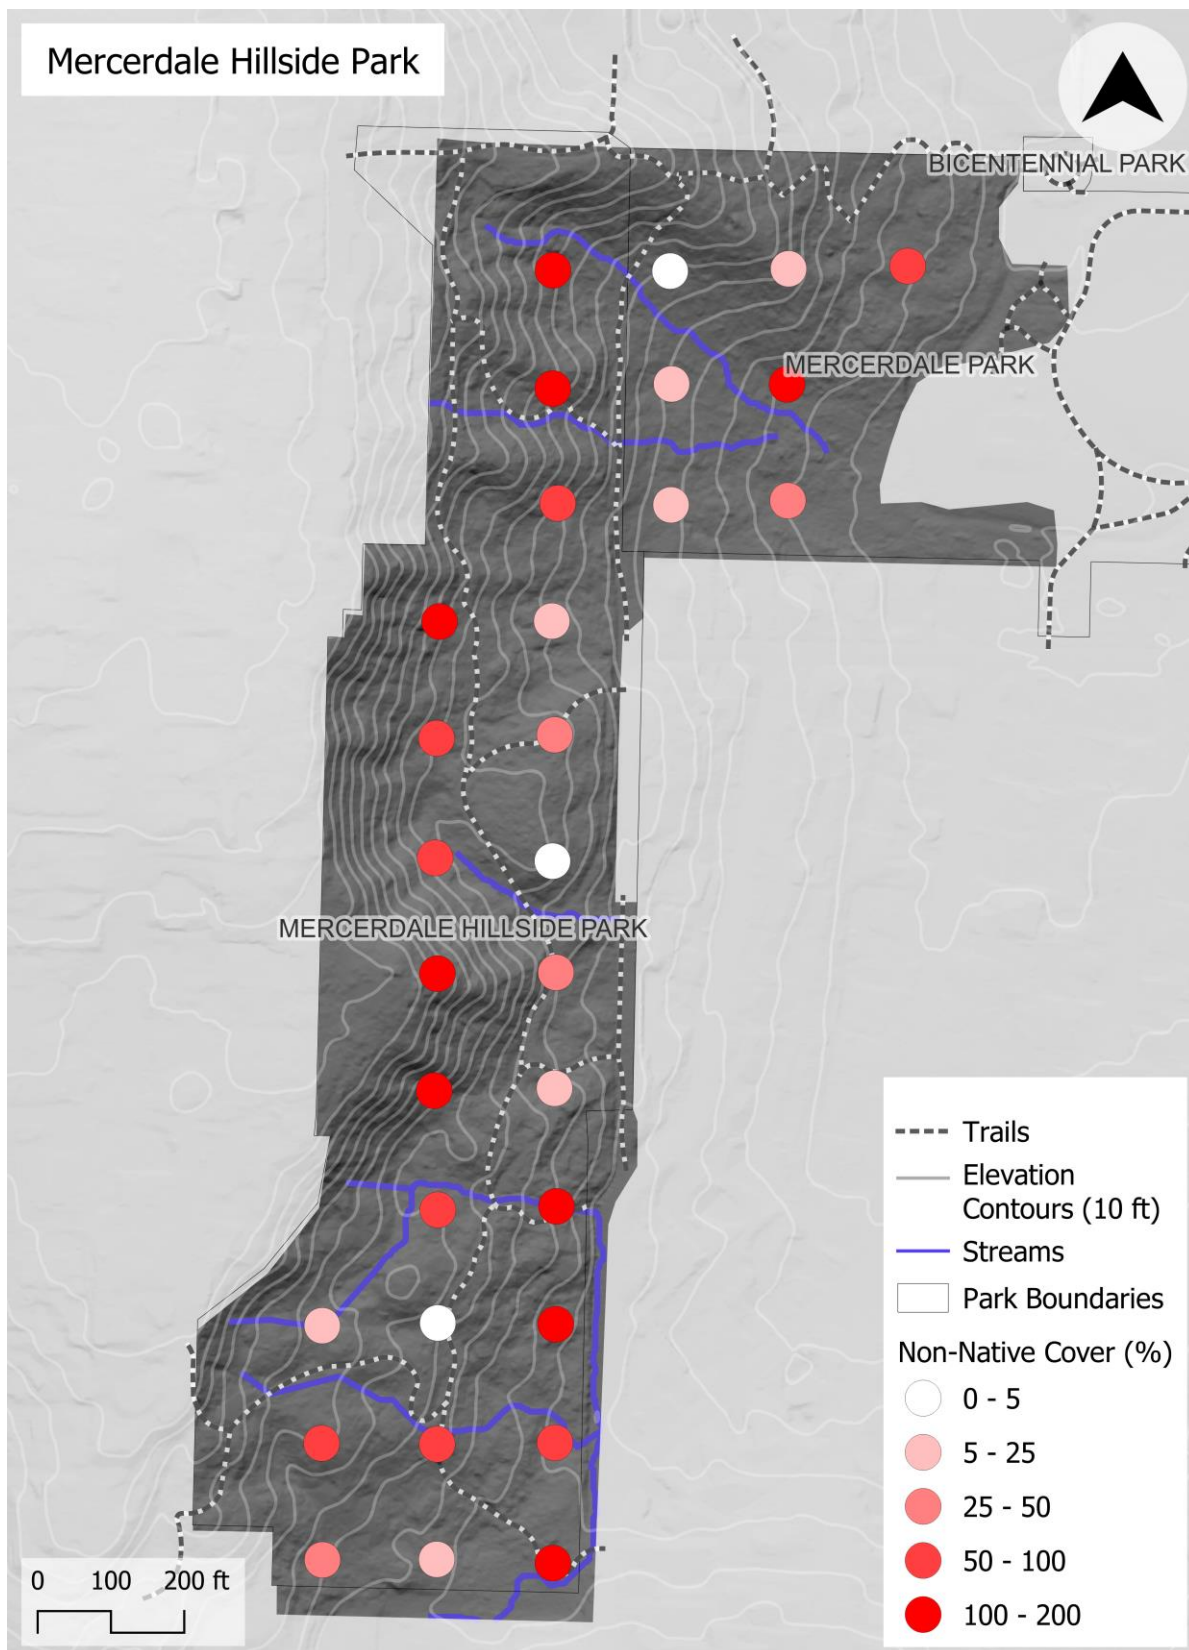 Mercerdale Hillside Park
BICENTENNIAL PARK
MERCERDALE PARK
MERCERDALE HILLSIDE PARK
Trails
Elevation
Contours (10 ft)
Streams
Park Boundaries
Non-Native Cover (%)
0 - 5
5 - 25
25 - 50
50 - 100
100 - 200
0 100 200 ft